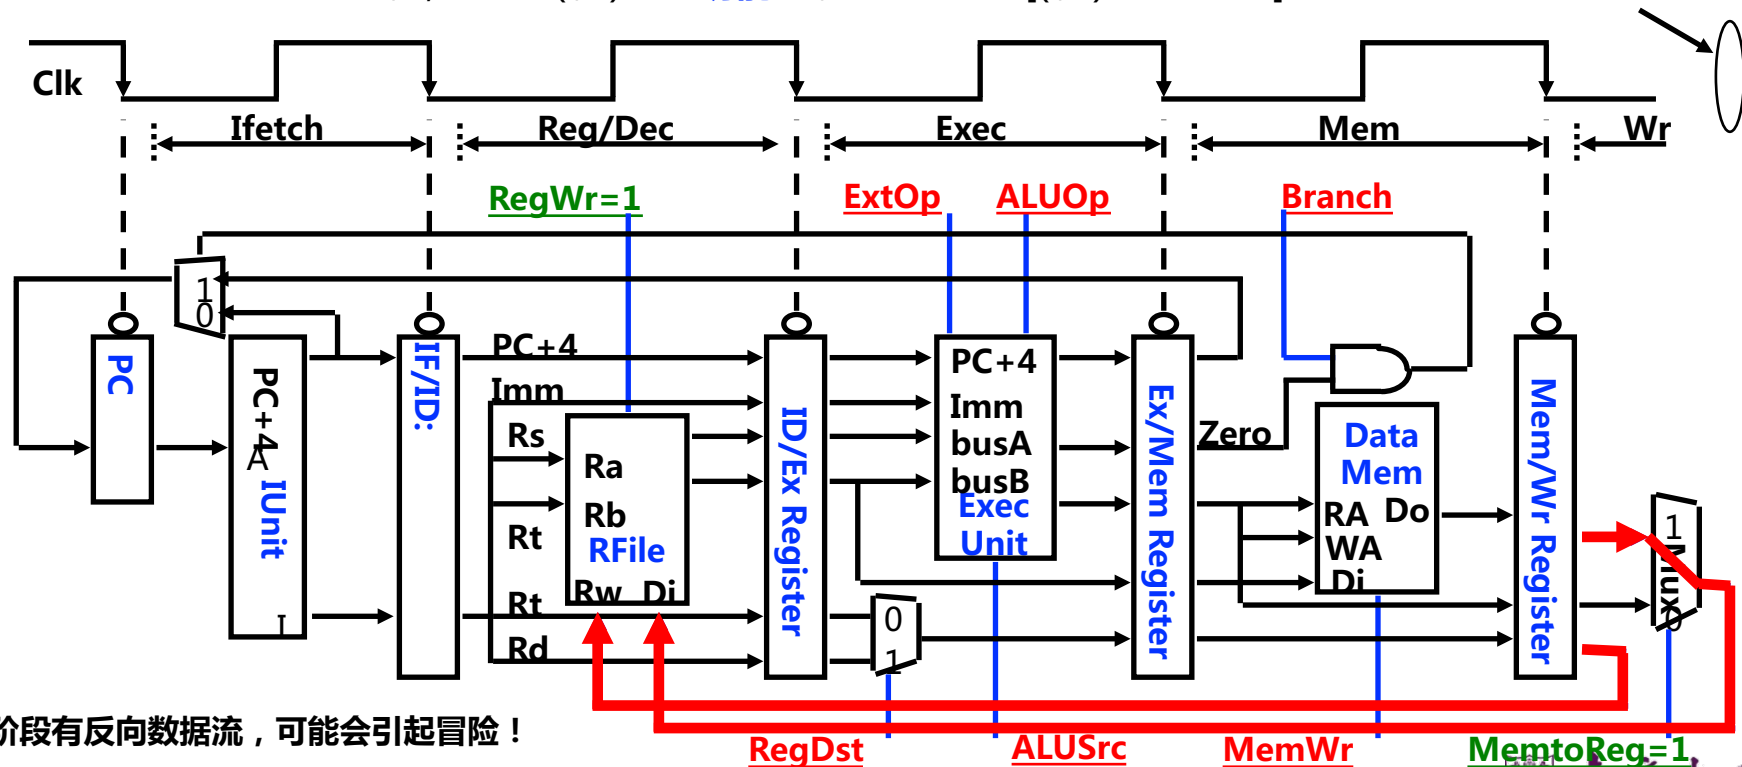 Clk
Ifetch
Reg/Dec
Exec
Mem
Wr
RegWr=1
ExtOp
ALUOp
Branch
1
0
PC
PC+4
A
IUnit
I
IF/ID:
PC+4
Imm
Rs
Rt
Rt
Rd
Ra
Rb
RFile
Rw Di
ID/Ex Register
0
1
PC+4
Imm
busA
busB
Exec
Unit
Ex/Mem Register
Zero
Data
Mem
RA Do
WA
Di
Mem/Wr Register
1
Mux
0
阶段有反向数据流，可能会引起冒险！
RegDst
ALUSrc
MemWr
MemtoReg=1